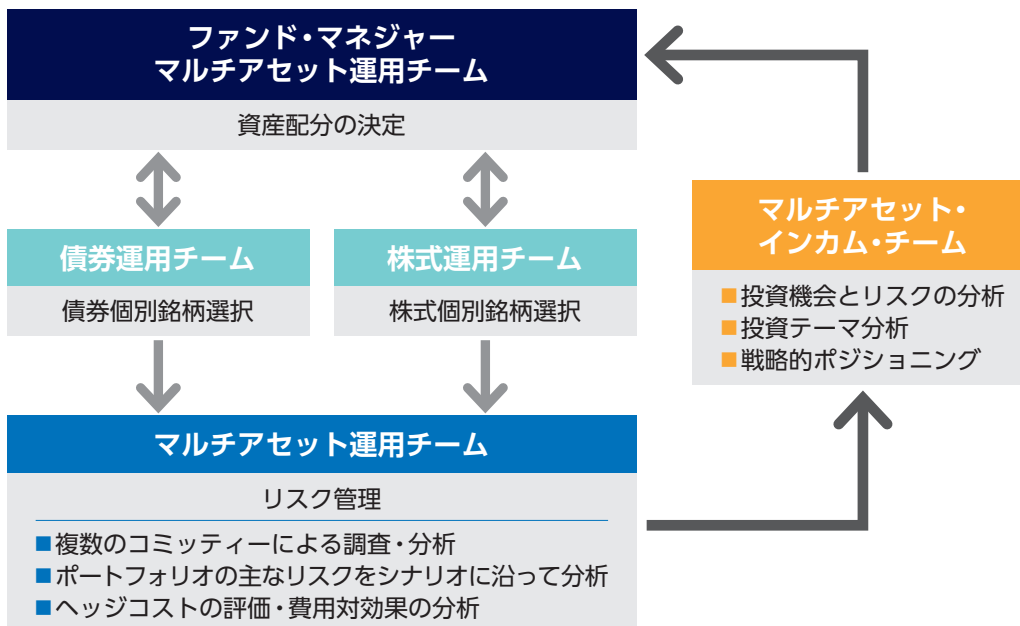 ファンド・マネジャー
マルチアセット運用チーム
資産配分の決定
債券運用チーム
債券個別銘柄選択
株式運用チーム
株式個別銘柄選択
マルチアセット・
インカム・チーム
■投資機会とリスクの分析
■投資テーマ分析
■戦略的ポジショニング
マルチアセット運用チーム
リスク管理
■複数のコミッティーによる調査・分析
■ポートフォリオの主なリスクをシナリオに沿って分析
■ヘッジコストの評価・費用対効果の分析